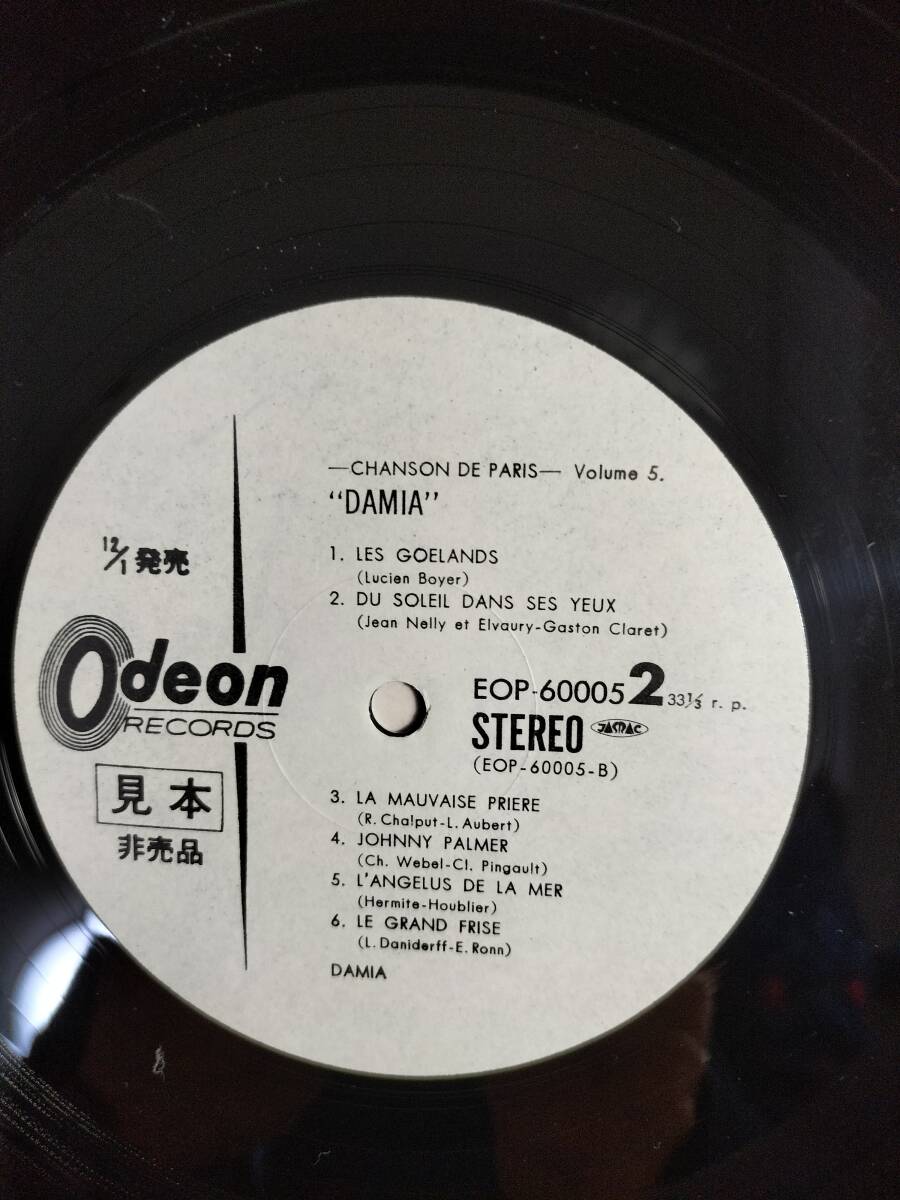 —CHANSON DE PARIS— Volume 5.
"DAMIA"
1. LES GOELANDS
(Lucien Boyer)
2. DU SOLEIL DANS SES YEUX
(Jean Nelly et Elvaury-Gaston Claret)
12/1 発売
Odeon
RECORDS
見本
非売品
EOP-60005 2 33⅓ r. p.
STEREO JASRAC
(EOP-60005-B)
3. LA MAUVAISE PRIERE
(R. Chalput-L. Aubert)
4. JOHNNY PALMER
(Ch. Webel-Cl. Pingault)
5. L'ANGELUS DE LA MER
(Hermite-Houblier)
6. LE GRAND FRISE
(L. Daniderff-E. Ronn)
DAMIA